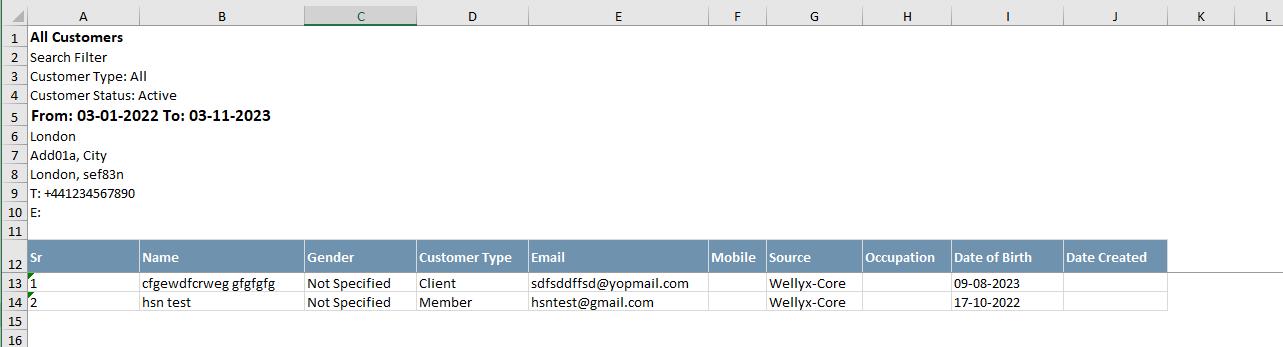 A B C D E F G H I J K L
1 All Customers
2 Search Filter
3 Customer Type: All
4 Customer Status: Active
5 From: 03-01-2022 To: 03-11-2023
6 London
7 Add01a, City
8 London, sef83n
9 T: +441234567890
10 E:
11
12 Sr Name Gender Customer Type Email Mobile Source Occupation Date of Birth Date Created
13 1 cfgewdfcrweg gfgfgfg Not Specified Client sdfsddffsd@yopmail.com Wellyx-Core 09-08-2023
14 2 hsn test Not Specified Member hsntest@gmail.com Wellyx-Core 17-10-2022
15
16